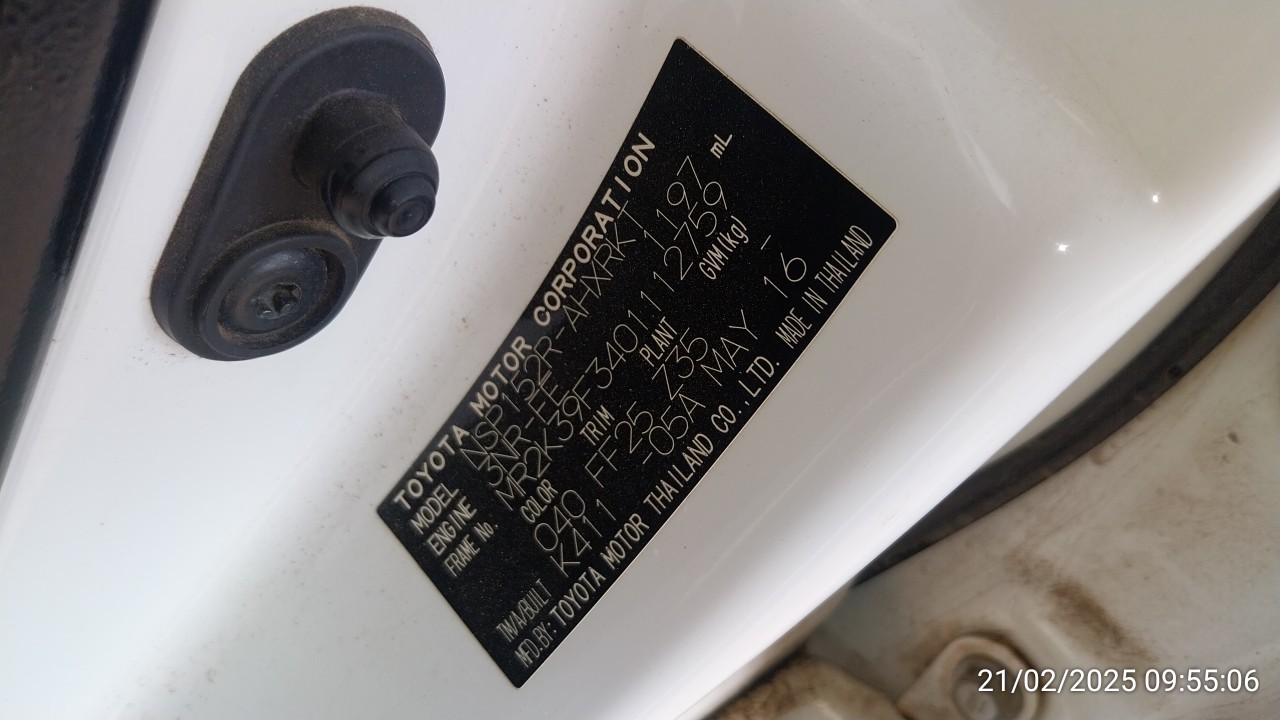 TOYOTA MOTOR CORPORATION
MODEL NSP152R-AHXRKT
ENGINE 3NR-FE 1197 mL
FRAME No. MR2K39F3401112759
COLOR TRIM PLANT GVM(kg)
040 FF25 Z35 -
TM/A/BUILT K411 -05A MAY 16
MFD.BY: TOYOTA MOTOR THAILAND CO.,LTD. MADE IN THAILAND
21/02/2025 09:55:06